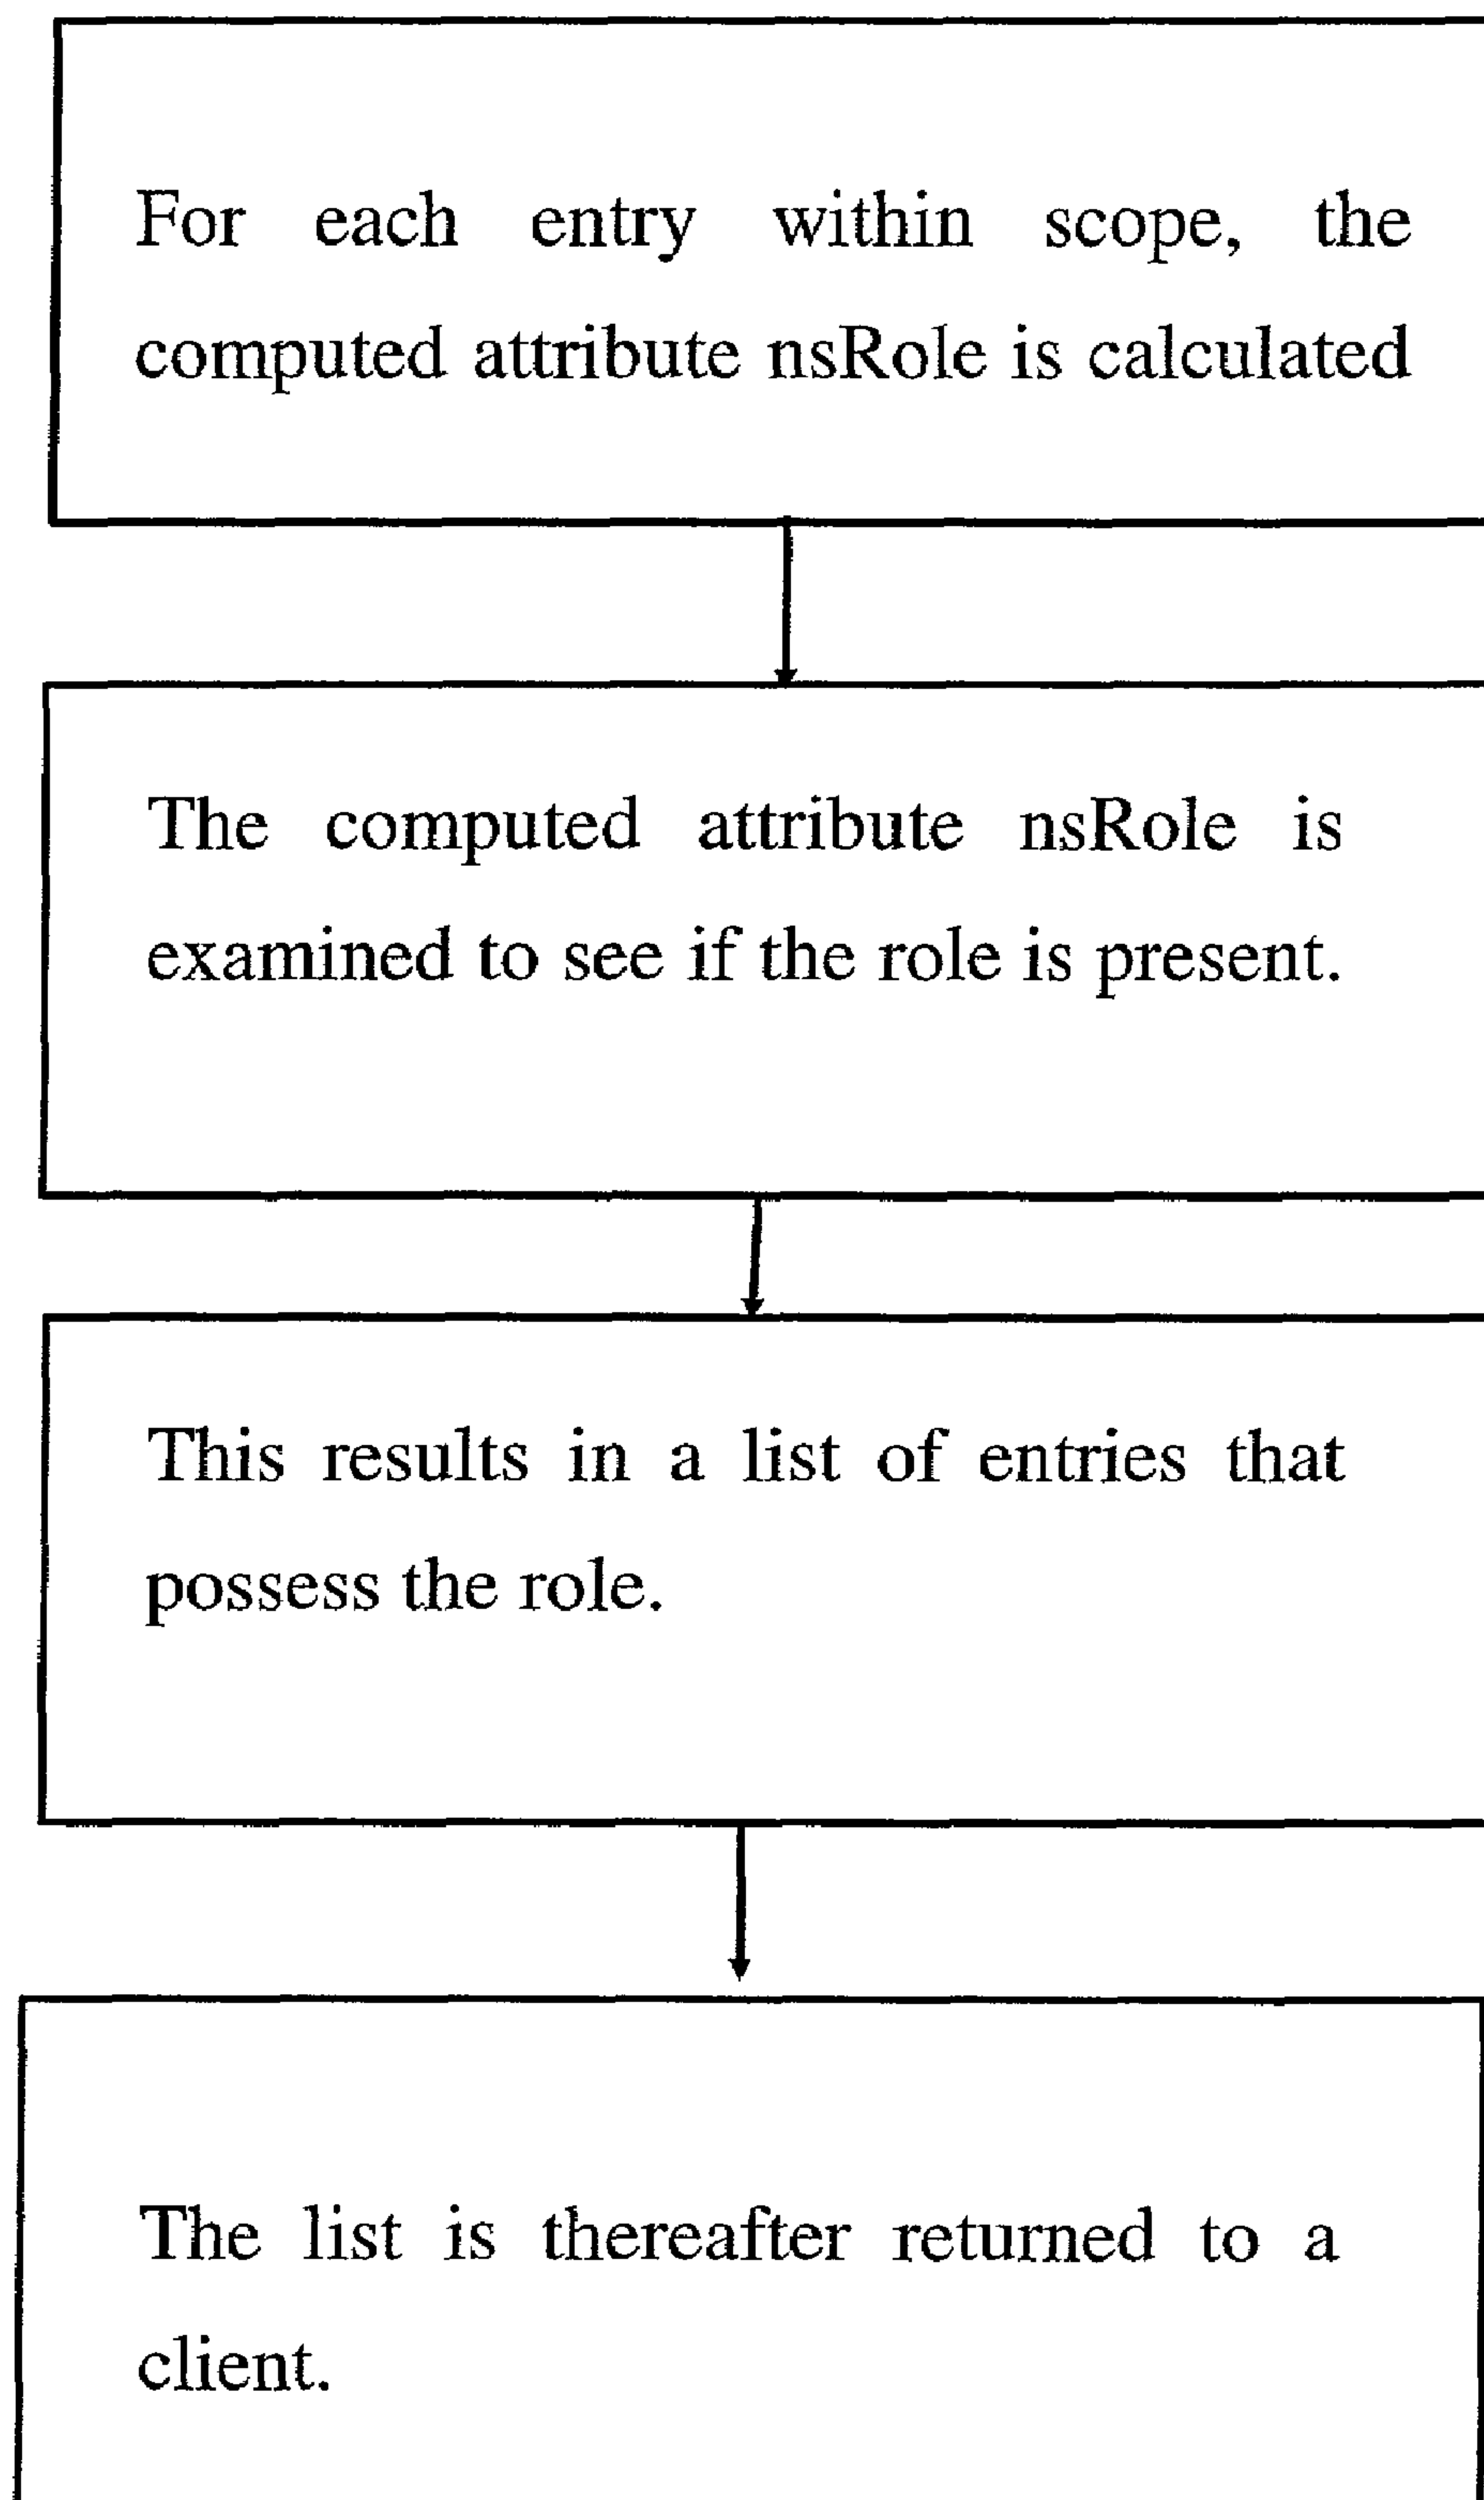 For each entry within scope, the
computed attribute nsRole is calculated
The computed attribute nsRole is
examined to see if the role is present.
This results in a list of entries that
possess the role.
The list is thereafter returned to a
client.